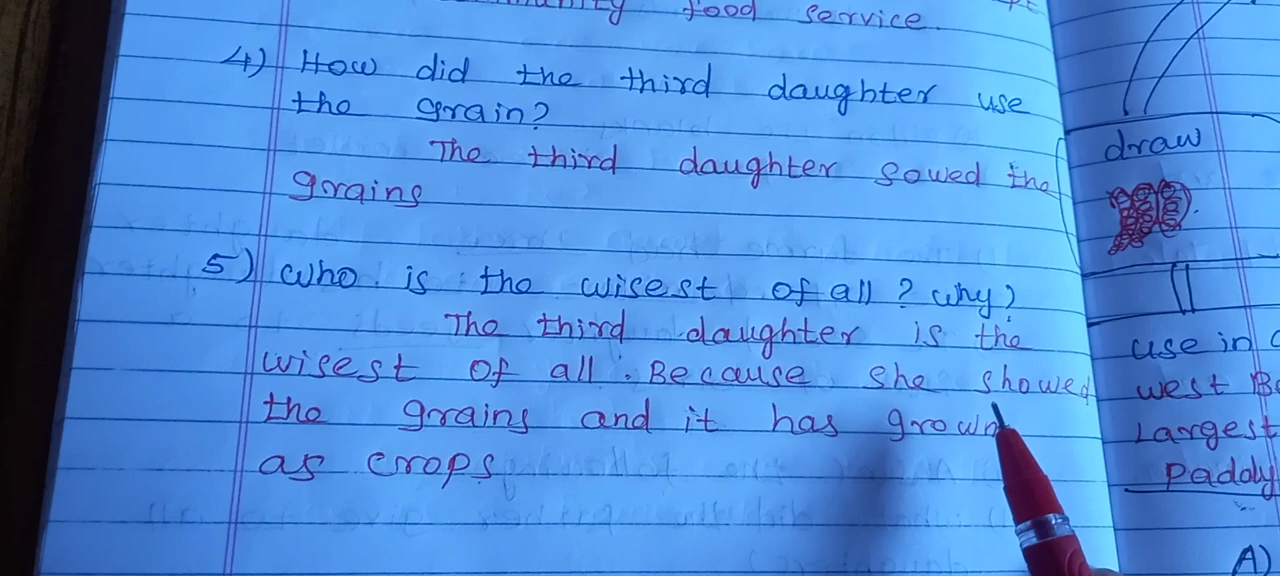 food service.
4) How did the third daughter use
the grain?
The third daughter sowed the
grains
5) Who is the wisest of all? Why?
The third daughter is the
wisest of all. Because she showed
the grains and it has grown
as crops
draw
use in
west
Largest
Paddy
A)